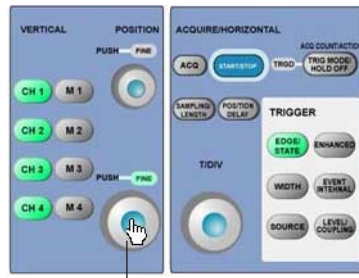 VERTICAL
POSITION
PUSH FINE
CH 1 M 1
CH 2 M 2
CH 3 M 3
PUSH FINE
CH 4 M 4
ACQUIRE/HORIZONTAL
ACQ COUNT/ACTION
ACQ START/STOP TRGD TRIG MODE/
HOLD OFF
SAMPLING/
LENGTH
POSITION
DELAY
TRIGGER
EDGE/
STATE
ENHANCED
T/DIV
WIDTH
EVENT
INTERVAL
SOURCE
LEVEL/
COUPLING